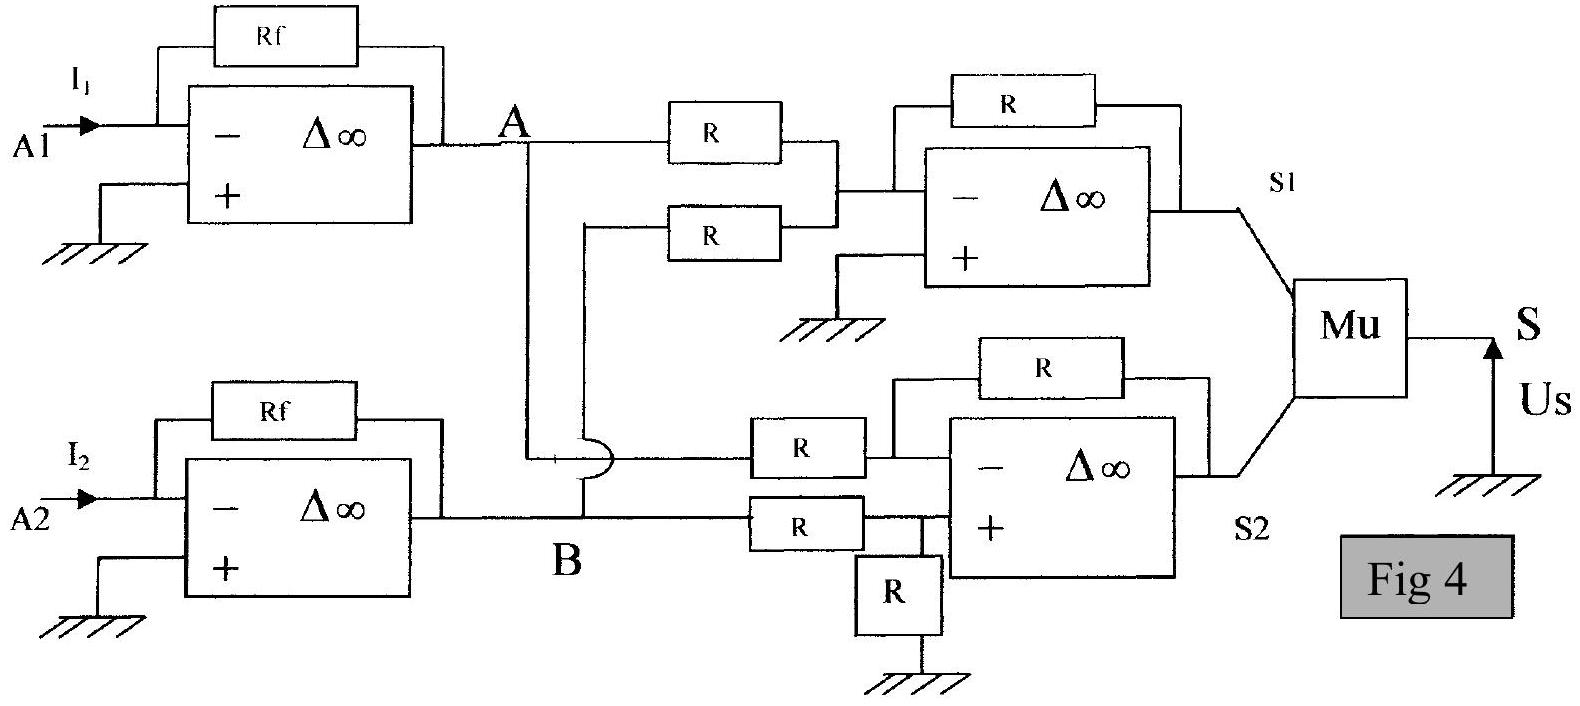 Rf
I₁
A1
− Δ∞
+
A
R
R
R
− Δ∞
+
S1
Mu
S
Us
Rf
I₂
A2
− Δ∞
+
B
R
R
R
R
− Δ∞
+
S2
Fig 4